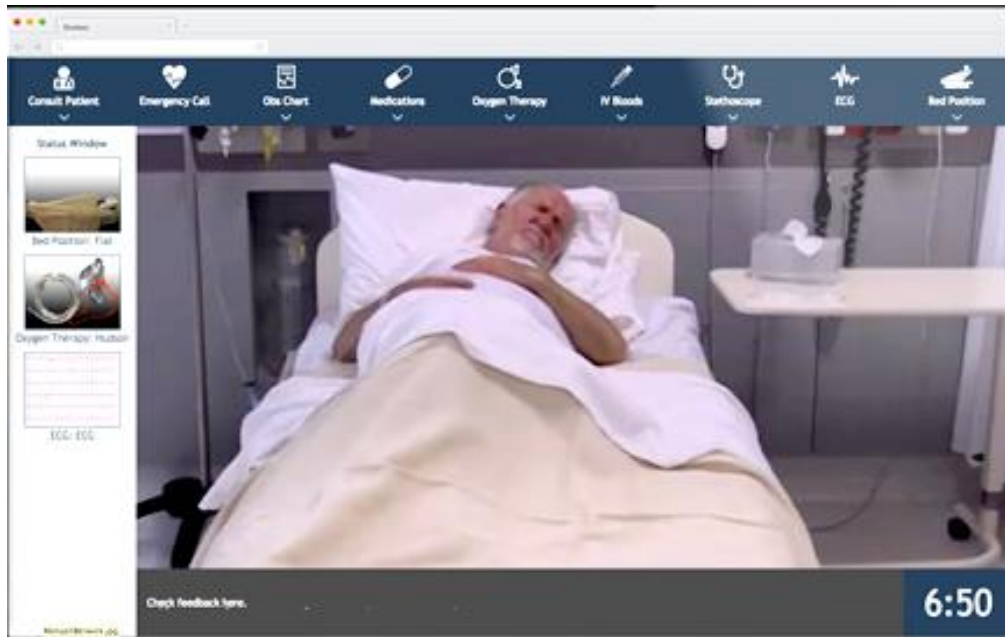 Consult Patient
Emergency Call
Obs Chart
Medications
Oxygen Therapy
IV Bloods
Stethoscope
ECG
Bed Position
Status Window
Bed Position: Flat
Oxygen Therapy: Hudson
ECG: ECG
Check feedback here.
6:50